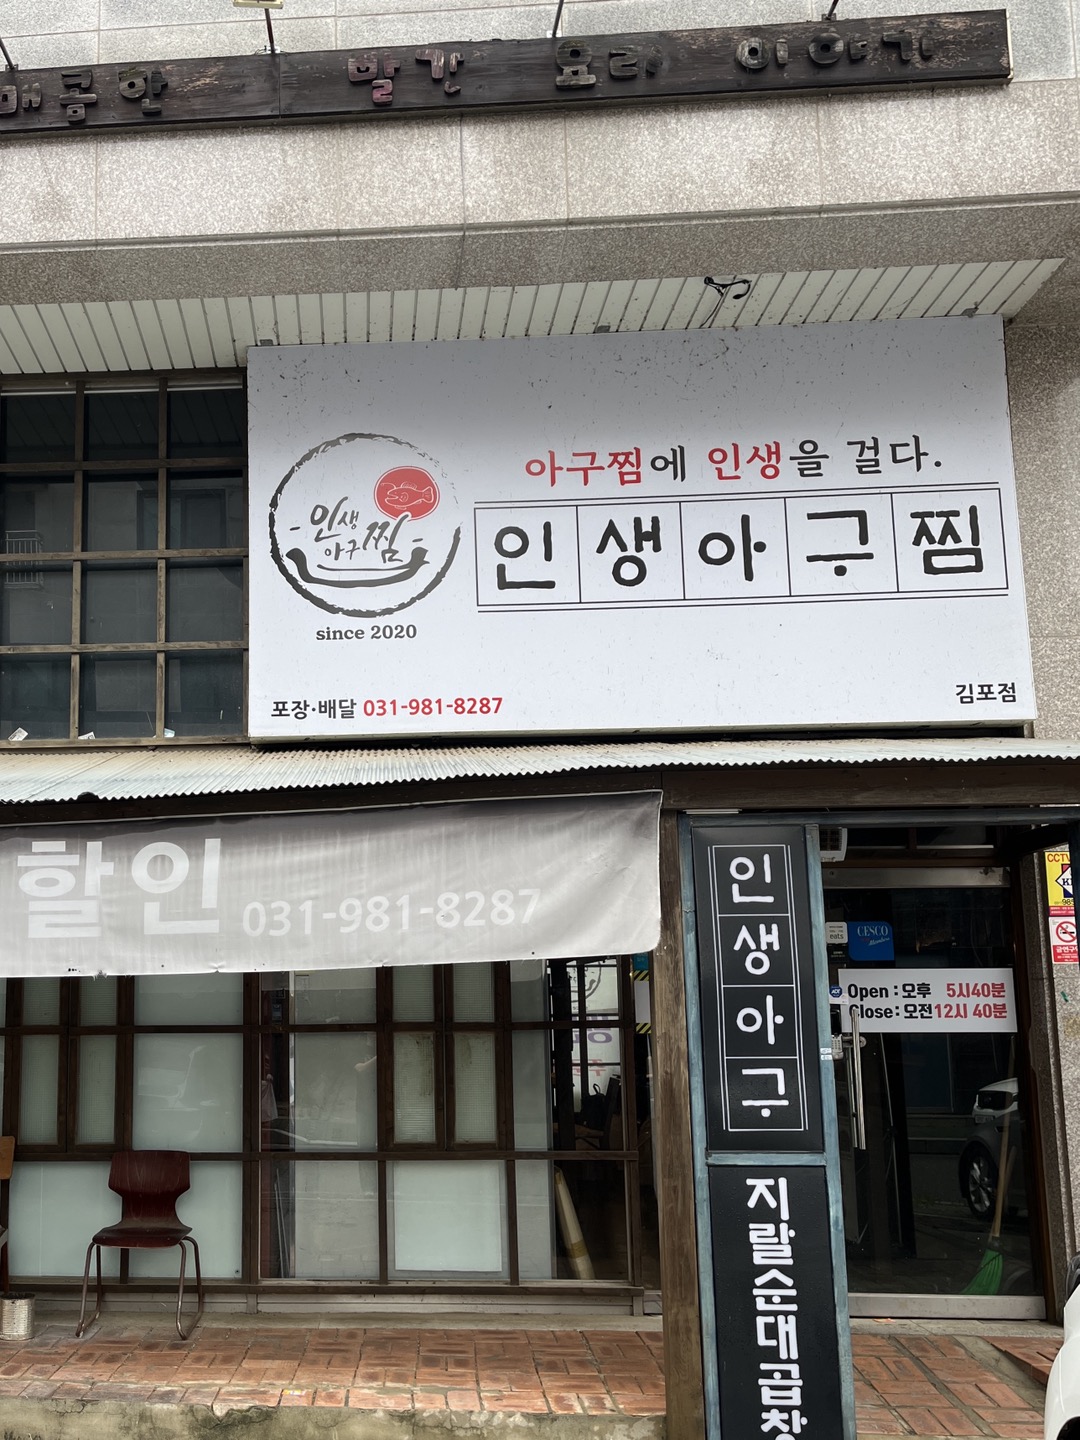 매콤한 빨간 요리 이야기
아구찜에 인생을 걸다.
인생아구찜
인생
아구찜
since 2020
포장·배달 031-981-8287
김포점
할인 031-981-8287
인생아구
지랄순대곱창
eats
CESCO
Members
Open : 오후 5시40분
Close : 오전12시 40분
CCTV